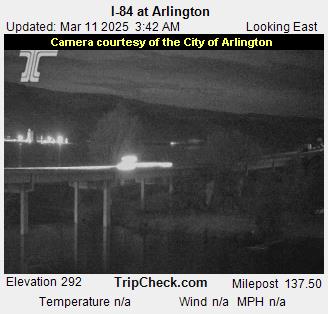 I-84 at Arlington
Updated: Mar 11 2025 3:42 AM Looking East
Camera courtesy of the City of Arlington
Elevation 292 TripCheck.com Milepost 137.50
Temperature n/a Wind n/a MPH n/a